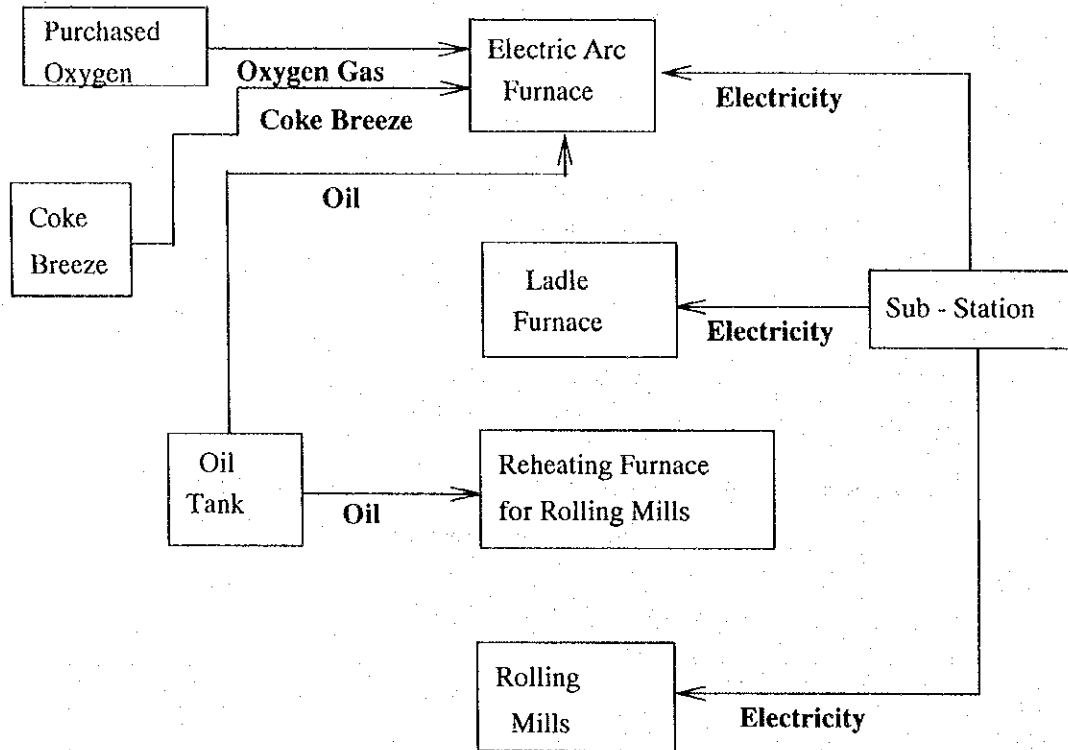 Purchased
Oxygen
Oxygen Gas
Electric Arc
Furnace
Electricity
Coke Breeze
Coke
Breeze
Oil
Ladle
Furnace
Electricity
Sub - Station
Oil
Tank
Oil
Reheating Furnace
for Rolling Mills
Rolling
Mills
Electricity